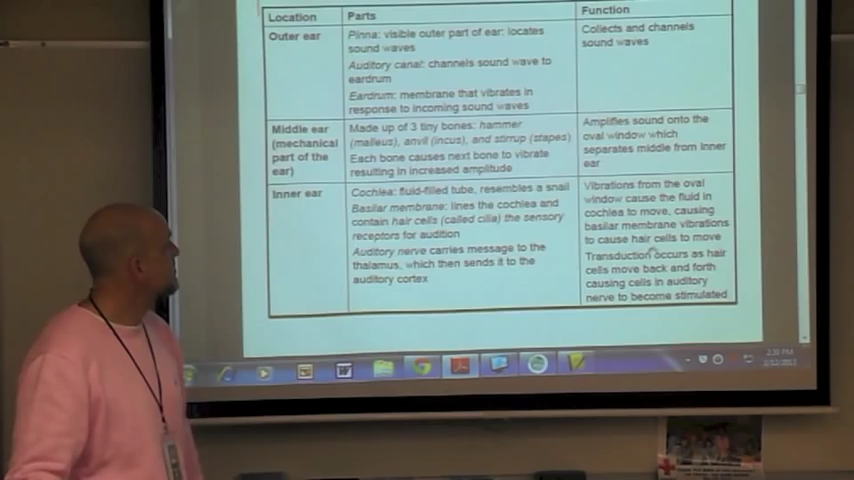 Location Parts Function
Outer ear Pinna: visible outer part of ear: locates Collects and channels
sound waves sound waves
Auditory canal: channels sound wave to
eardrum
Eardrum: membrane that vibrates in
response to incoming sound waves
Middle ear Made up of 3 tiny bones: hammer Amplifies sound onto the
(mechanical (malleus), anvil (incus), and stirrup (stapes) oval window which
part of the Each bone causes next bone to vibrate separates middle from inner
ear) resulting in increased amplitude ear
Inner ear Cochlea: fluid-filled tube, resembles a snail Vibrations from the oval
Basilar membrane: lines the cochlea and window cause the fluid in
contain hair cells (called cilia) the sensory cochlea to move, causing
receptors for audition basilar membrane vibrations
Auditory nerve carries message to the to cause hair cells to move
thalamus, which then sends it to the Transduction occurs as hair
auditory cortex cells move back and forth
causing cells in auditory
nerve to become stimulated
2:31 PM